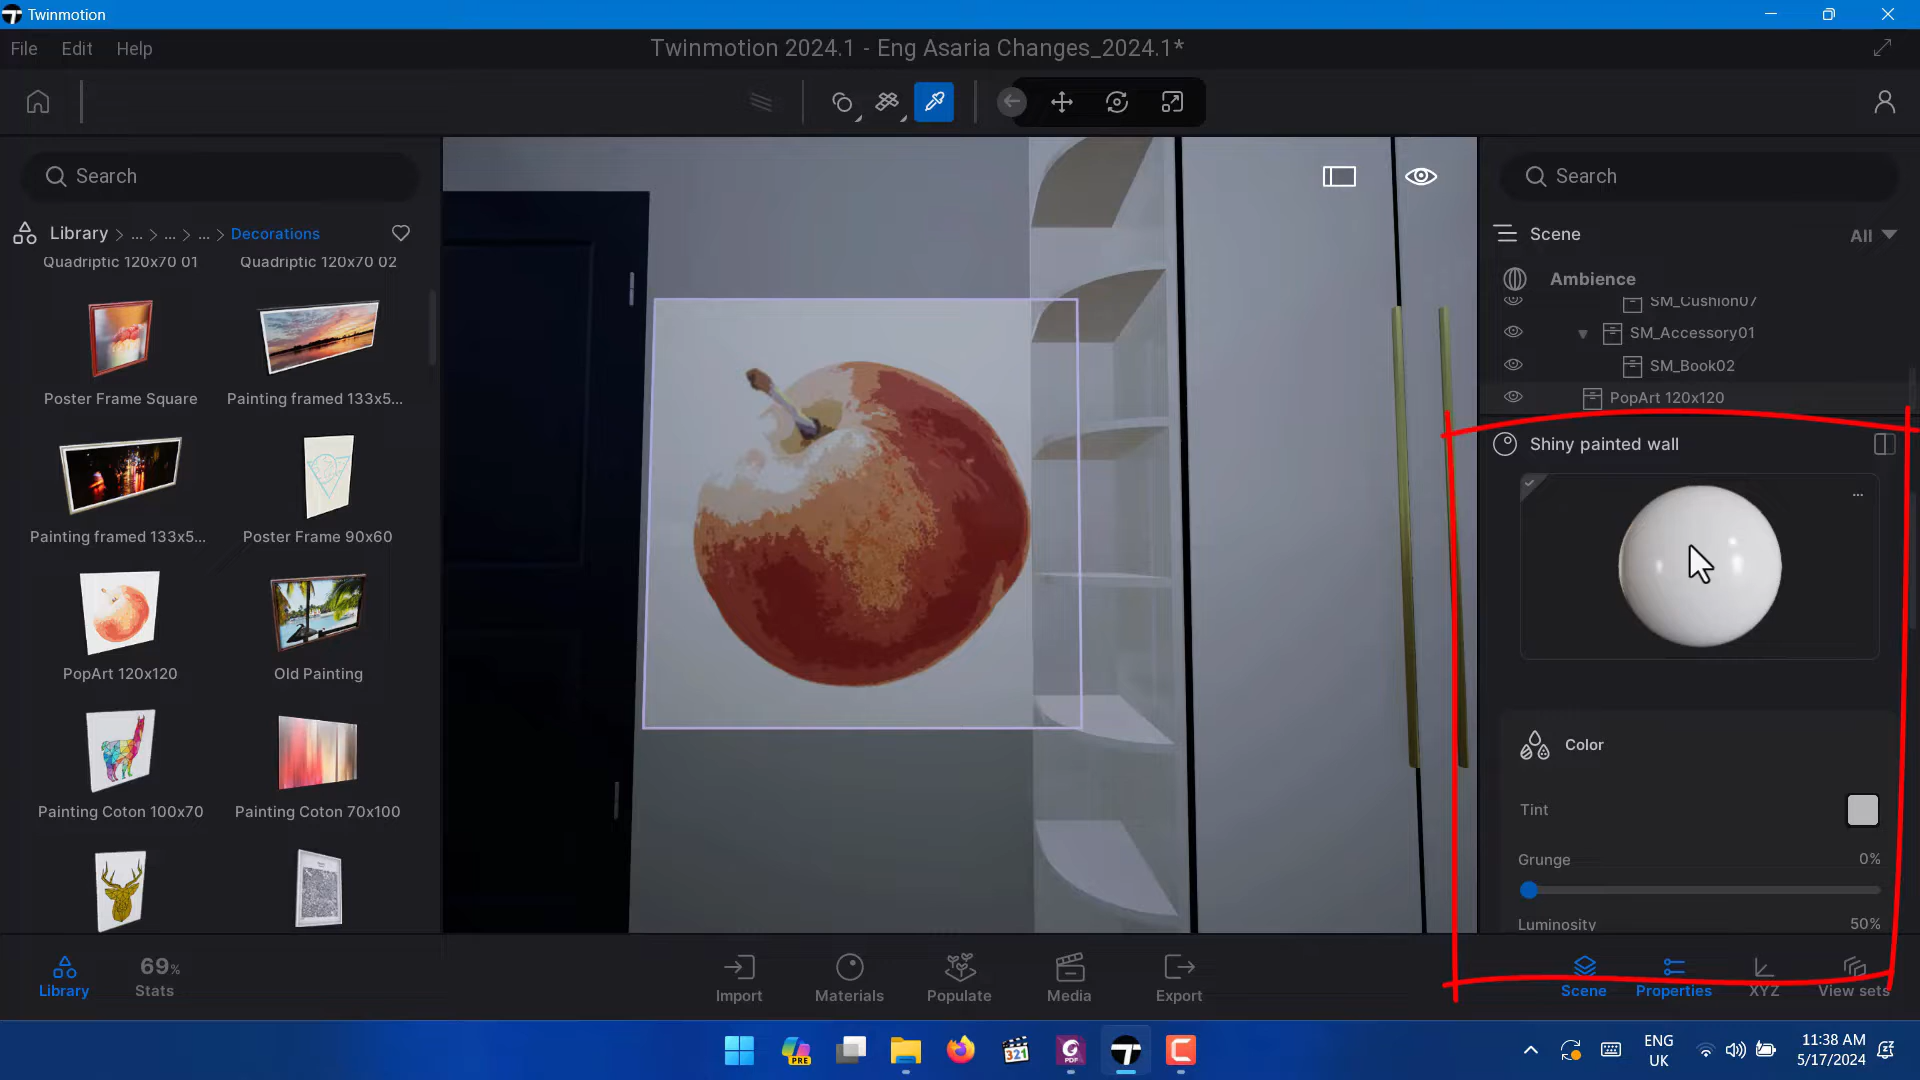 Twinmotion
File Edit Help
Twinmotion 2024.1 - Eng Asaria Changes_2024.1*
Search
Library > ... > ... > ... > Decorations
Quadriptic 120x70 01
Quadriptic 120x70 02
Poster Frame Square
Painting framed 133x5...
Painting framed 133x5...
Poster Frame 90x60
PopArt 120x120
Old Painting
Painting Coton 100x70
Painting Coton 70x100
Search
Scene
All
Ambience
SM_Cushion07
SM_Accessory01
SM_Book02
PopArt 120x120
Shiny painted wall
...
Color
Tint
Grunge 0%
Luminosity 50%
Library
69%
Stats
Import
Materials
Populate
Media
Export
Scene
Properties
XYZ
View sets
PRE
321
PDF
ENG
UK
11:38 AM
5/17/2024